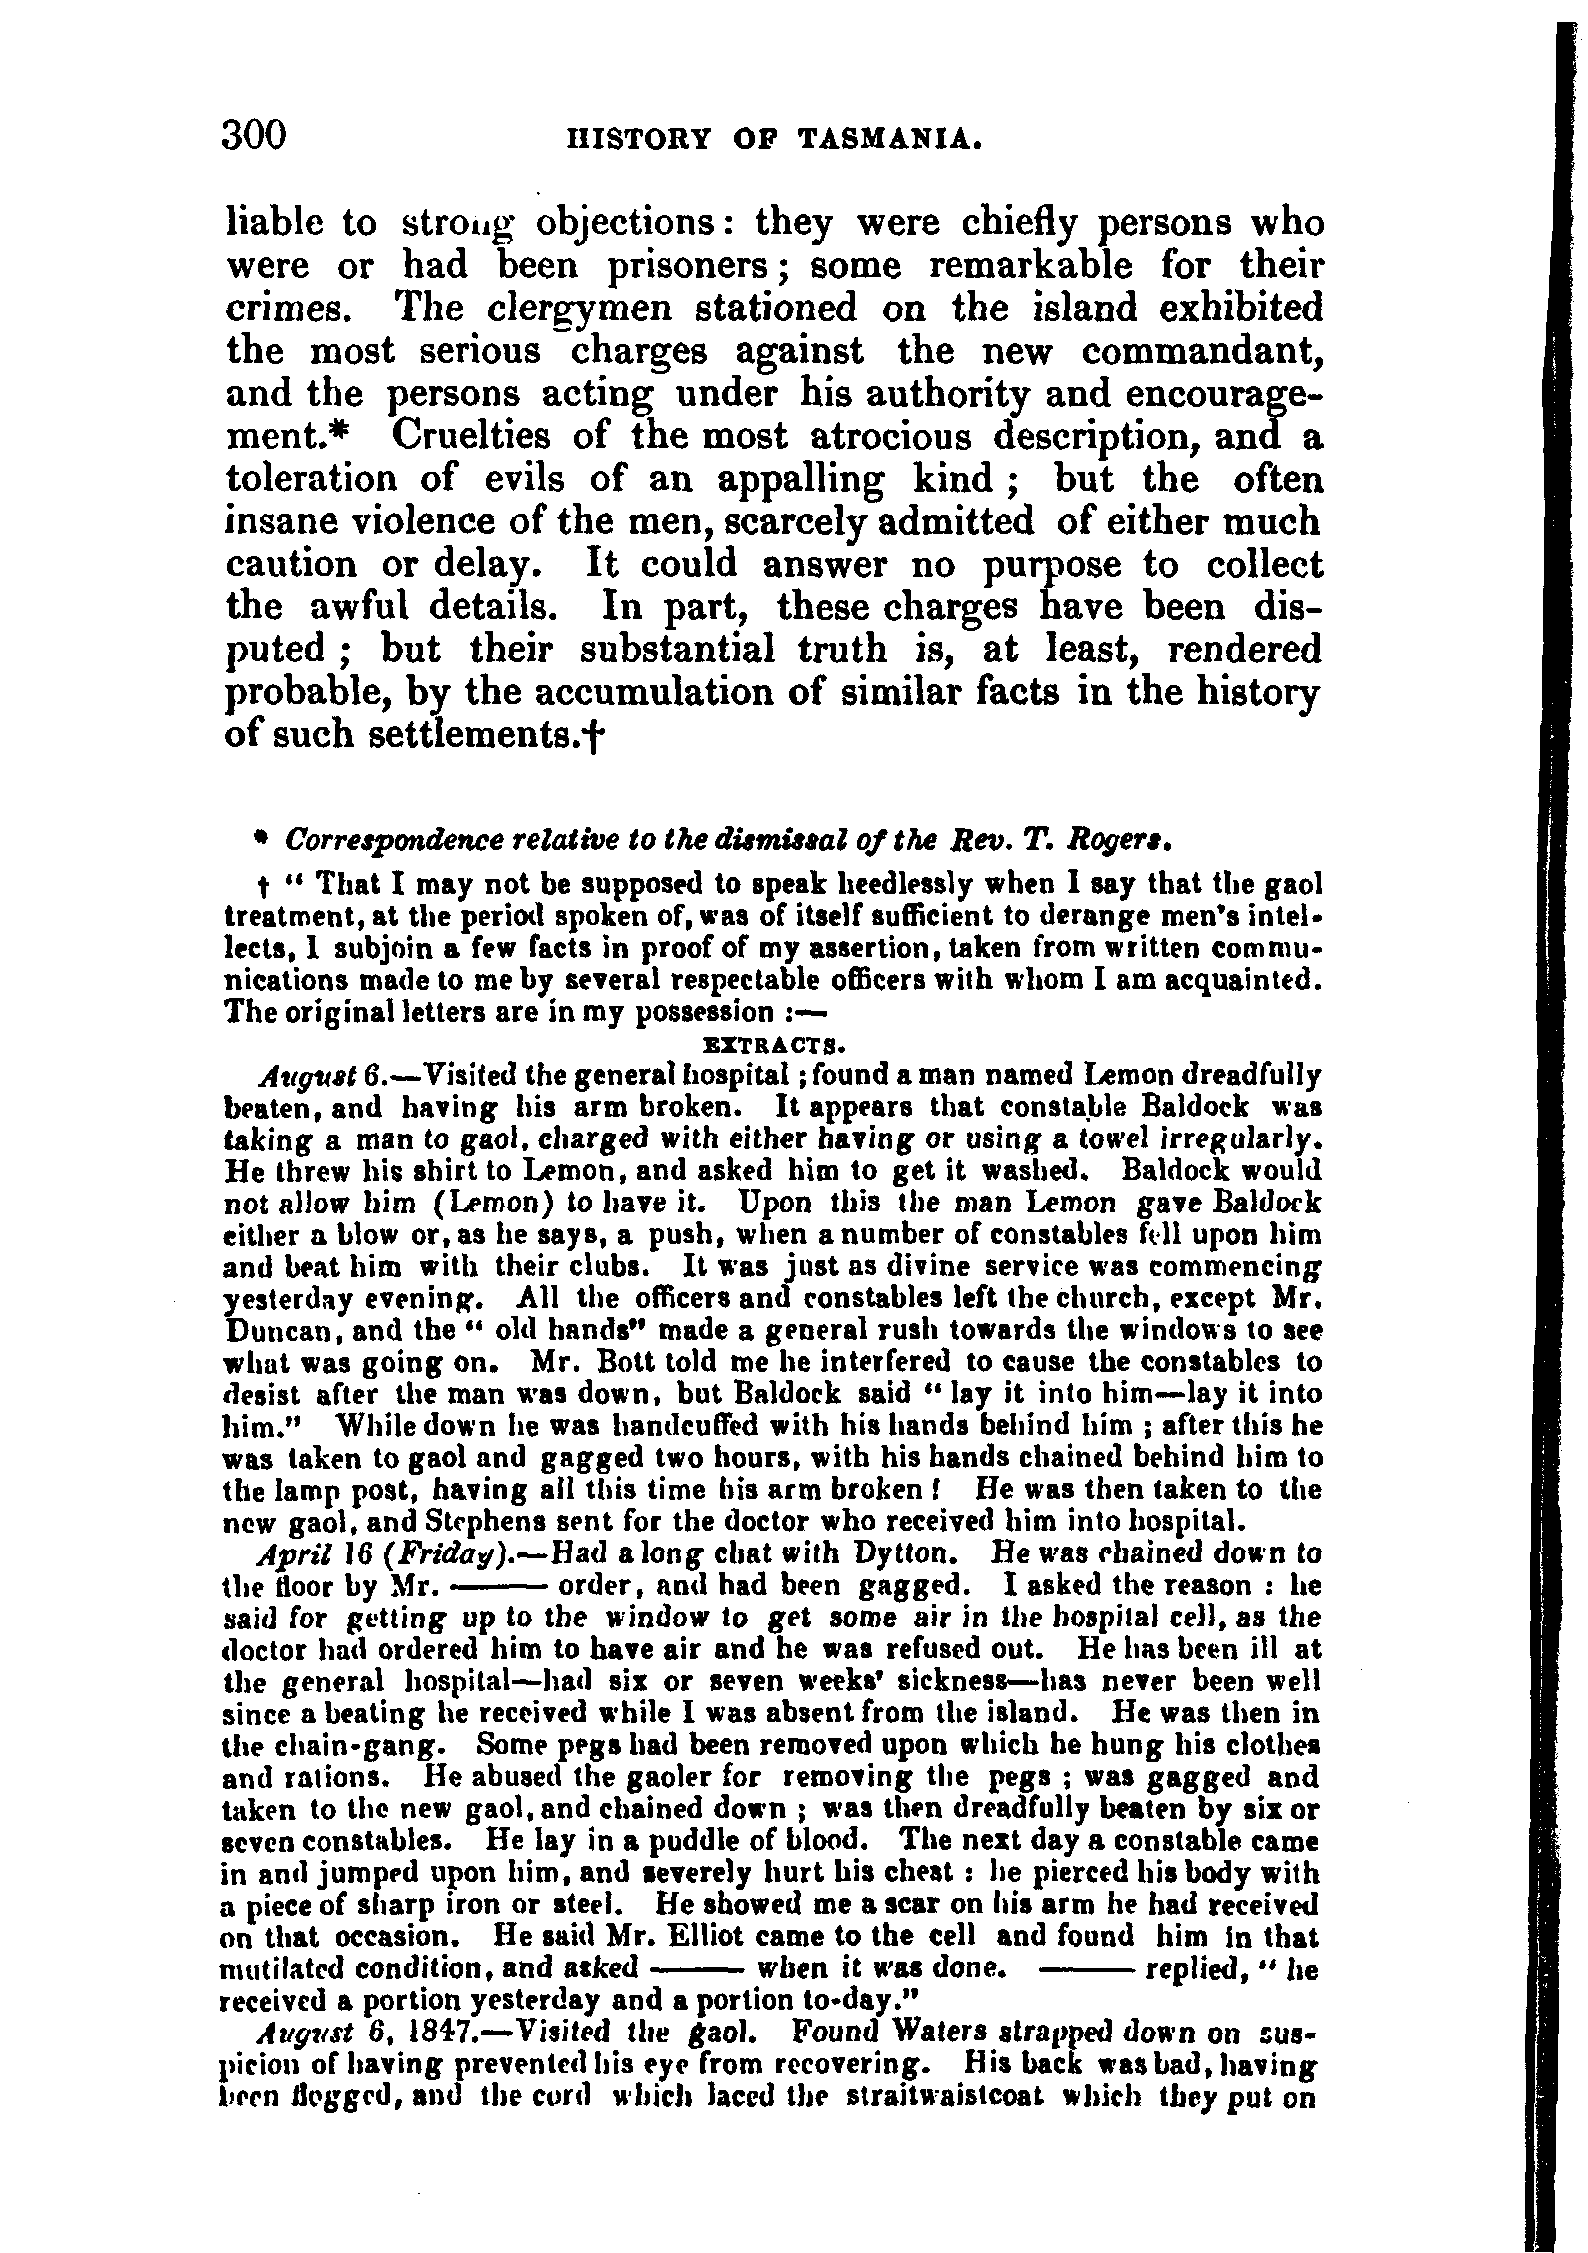 300 HISTORY OF TASMANIA.
liable to strong objections: they were chiefly persons who
were or had been prisoners; some remarkable for their
crimes. The clergymen stationed on the island exhibited
the most serious charges against the new commandant,
and the persons acting under his authority and encourage-
ment.* Cruelties of the most atrocious description, and a
toleration of evils of an appalling kind; but the often
insane violence of the men, scarcely admitted of either much
caution or delay. It could answer no purpose to collect
the awful details. In part, these charges have been dis-
puted; but their substantial truth is, at least, rendered
probable, by the accumulation of similar facts in the history
of such settlements.†
* Correspondence relative to the dismissal of the Rev. T. Rogers.
† " That I may not be supposed to speak heedlessly when I say that the gaol
treatment, at the period spoken of, was of itself sufficient to derange men's intel-
lects, I subjoin a few facts in proof of my assertion, taken from written commu-
nications made to me by several respectable officers with whom I am acquainted.
The original letters are in my possession :—
EXTRACTS.
August 6.—Visited the general hospital; found a man named Lemon dreadfully
beaten, and having his arm broken. It appears that constable Baldock was
taking a man to gaol, charged with either having or using a towel irregularly.
He threw his shirt to Lemon, and asked him to get it washed. Baldock would
not allow him (Lemon) to have it. Upon this the man Lemon gave Baldock
either a blow or, as he says, a push, when a number of constables fell upon him
and beat him with their clubs. It was just as divine service was commencing
yesterday evening. All the officers and constables left the church, except Mr.
Duncan, and the " old hands" made a general rush towards the windows to see
what was going on. Mr. Bott told me he interfered to cause the constables to
desist after the man was down, but Baldock said " lay it into him—lay it into
him." While down he was handcuffed with his hands behind him; after this he
was taken to gaol and gagged two hours, with his hands chained behind him to
the lamp post, having all this time his arm broken! He was then taken to the
new gaol, and Stephens sent for the doctor who received him into hospital.
April 16 (Friday).—Had a long chat with Dytton. He was chained down to
the floor by Mr. ——— order, and had been gagged. I asked the reason : he
said for getting up to the window to get some air in the hospital cell, as the
doctor had ordered him to have air and he was refused out. He has been ill at
the general hospital—had six or seven weeks' sickness—has never been well
since a beating he received while I was absent from the island. He was then in
the chain-gang. Some pegs had been removed upon which he hung his clothes
and rations. He abused the gaoler for removing the pegs; was gagged and
taken to the new gaol, and chained down; was then dreadfully beaten by six or
seven constables. He lay in a puddle of blood. The next day a constable came
in and jumped upon him, and severely hurt his chest : he pierced his body with
a piece of sharp iron or steel. He showed me a scar on his arm he had received
on that occasion. He said Mr. Elliot came to the cell and found him in that
mutilated condition, and asked ——— when it was done. ——— replied, " he
received a portion yesterday and a portion to-day."
August 6, 1847.—Visited the gaol. Found Waters strapped down on sus-
picion of having prevented his eye from recovering. His back was bad, having
been flogged, and the cord which laced the straitwaistcoat which they put on